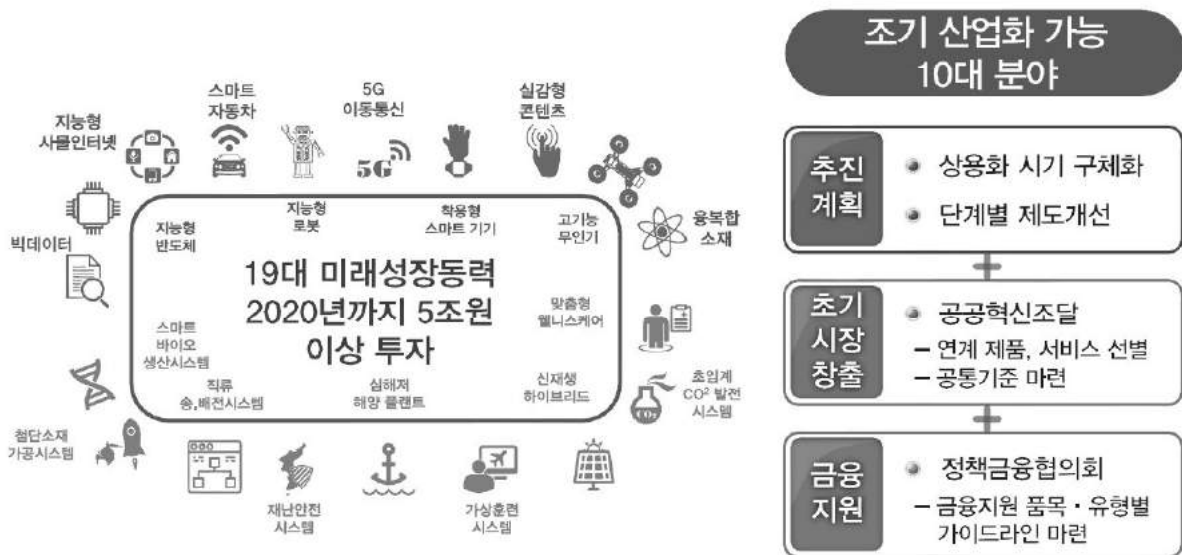 스마트
자동차
5G
이동통신
실감형
콘텐츠
지능형
사물인터넷
5G
지능형
반도체
지능형
로봇
착용형
스마트 기기
고기능
무인기
융복합
소재
빅데이터
19대 미래성장동력
2020년까지 5조원
이상 투자
맞춤형
웰니스케어
스마트
바이오
생산시스템
직류
송,배전시스템
심해저
해양 플랜트
신재생
하이브리드
CO₂
초임계
CO² 발전
시스템
첨단소재
가공시스템
재난안전
시스템
가상훈련
시스템
조기 산업화 가능
10대 분야
추진
계획
상용화 시기 구체화
단계별 제도개선
초기
시장
창출
공공혁신조달
– 연계 제품, 서비스 선별
– 공통기준 마련
금융
지원
정책금융협의회
– 금융지원 품목·유형별
가이드라인 마련